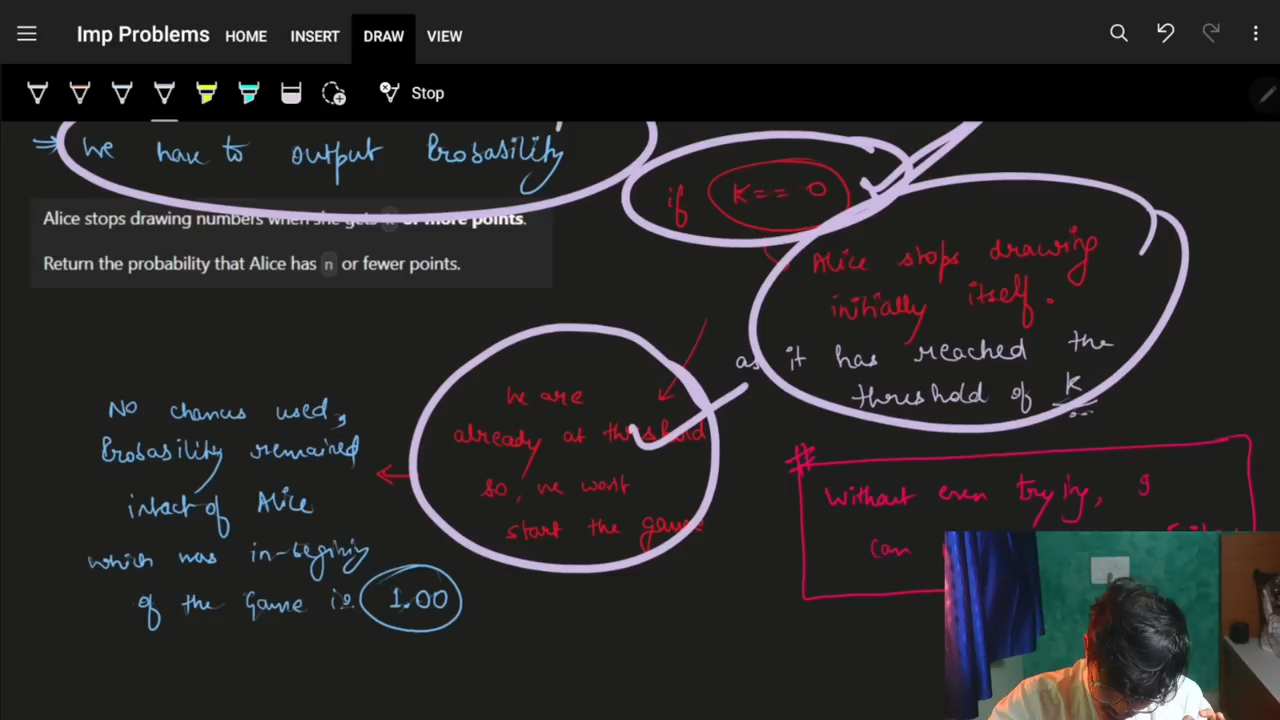 Imp Problems HOME INSERT DRAW VIEW
Stop
⇒ We have to output Probability
if K == 0
Alice stops drawing numbers when she gets or more points.
Return the probability that Alice has n or fewer points.
Alice stops drawing
initially itself.
as it has reached the
threshold of K
We are
already at threshold
so, we wont
start the game
No chances used,
Probability remained
intact of Alice
which was in-begining
of the Game is 1.00
#
Without even trying, I
can